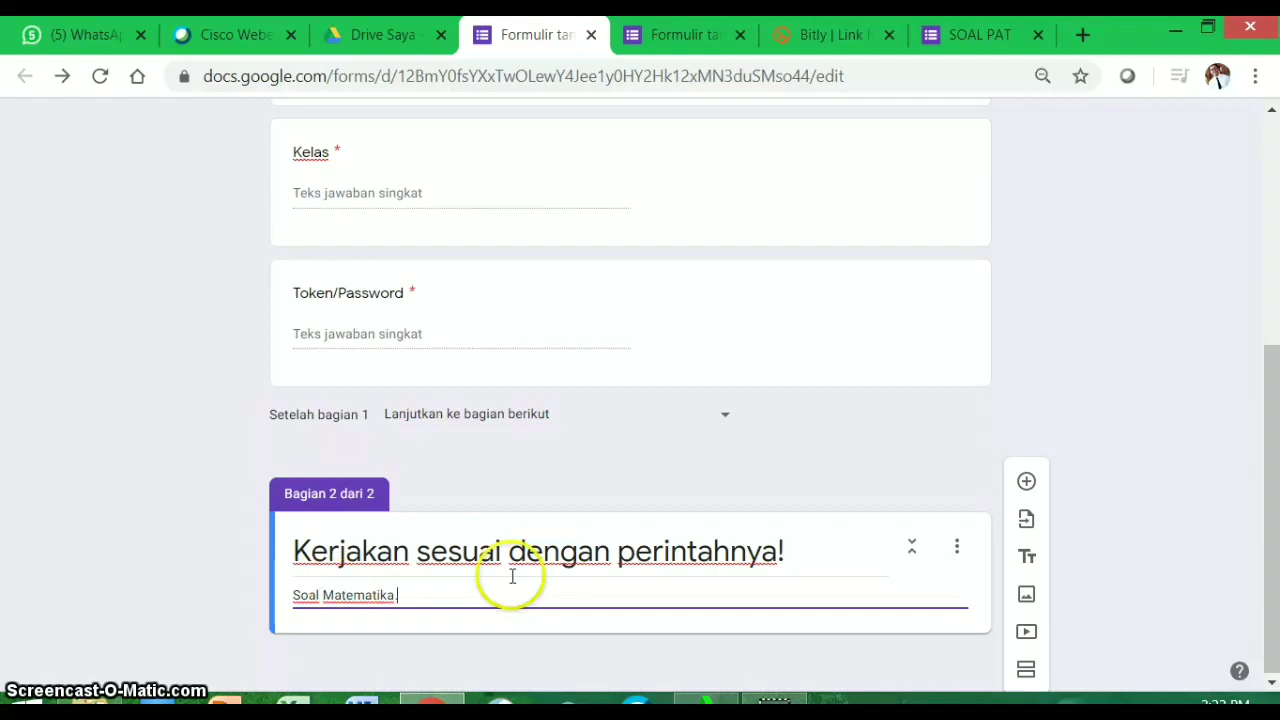 (5) WhatsA
Cisco Webe
Drive Saya -
Formulir tan
Formulir ta
Bitly | Link
SOAL PAT
docs.google.com/forms/d/12BmY0fsYXxTnOLewY4Jee1y0HY2Hk12xMN3duSMso44/edit
Kelas *
Teks jawaban singkat
Token/Password *
Teks jawaban singkat
Setelah bagian 1 Lanjutkan ke bagian berikut
Bagian 2 dari 2
Kerjakan sesuai dengan perintahnya!
Soal Matematika
Screencast-O-Matic.com